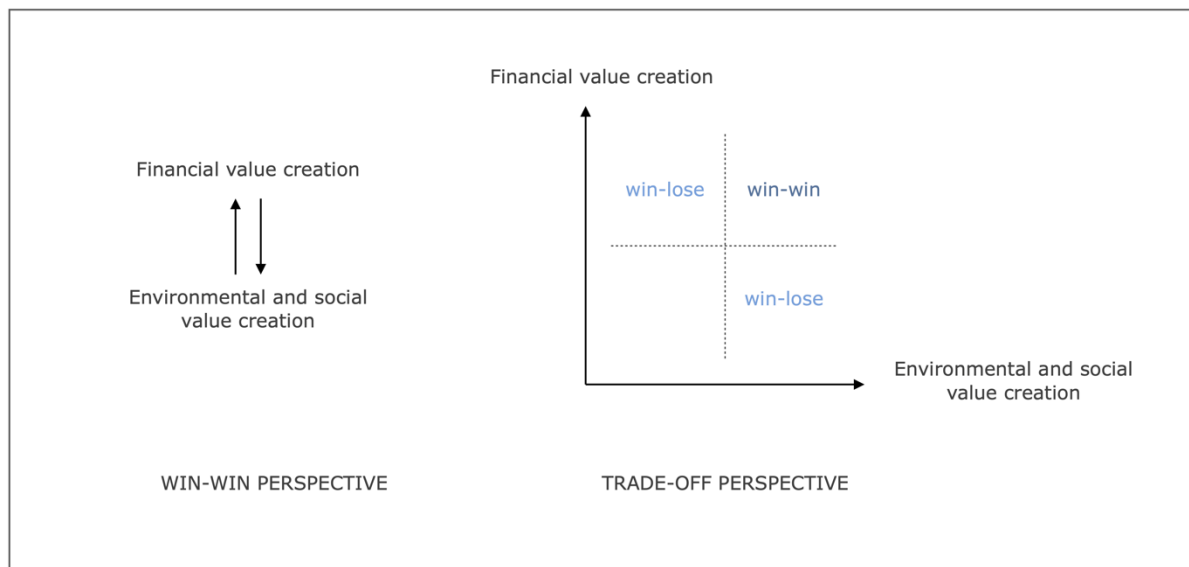 Financial value creation
Environmental and social
value creation
WIN-WIN PERSPECTIVE
Financial value creation
win-lose
win-win
win-lose
Environmental and social
value creation
TRADE-OFF PERSPECTIVE